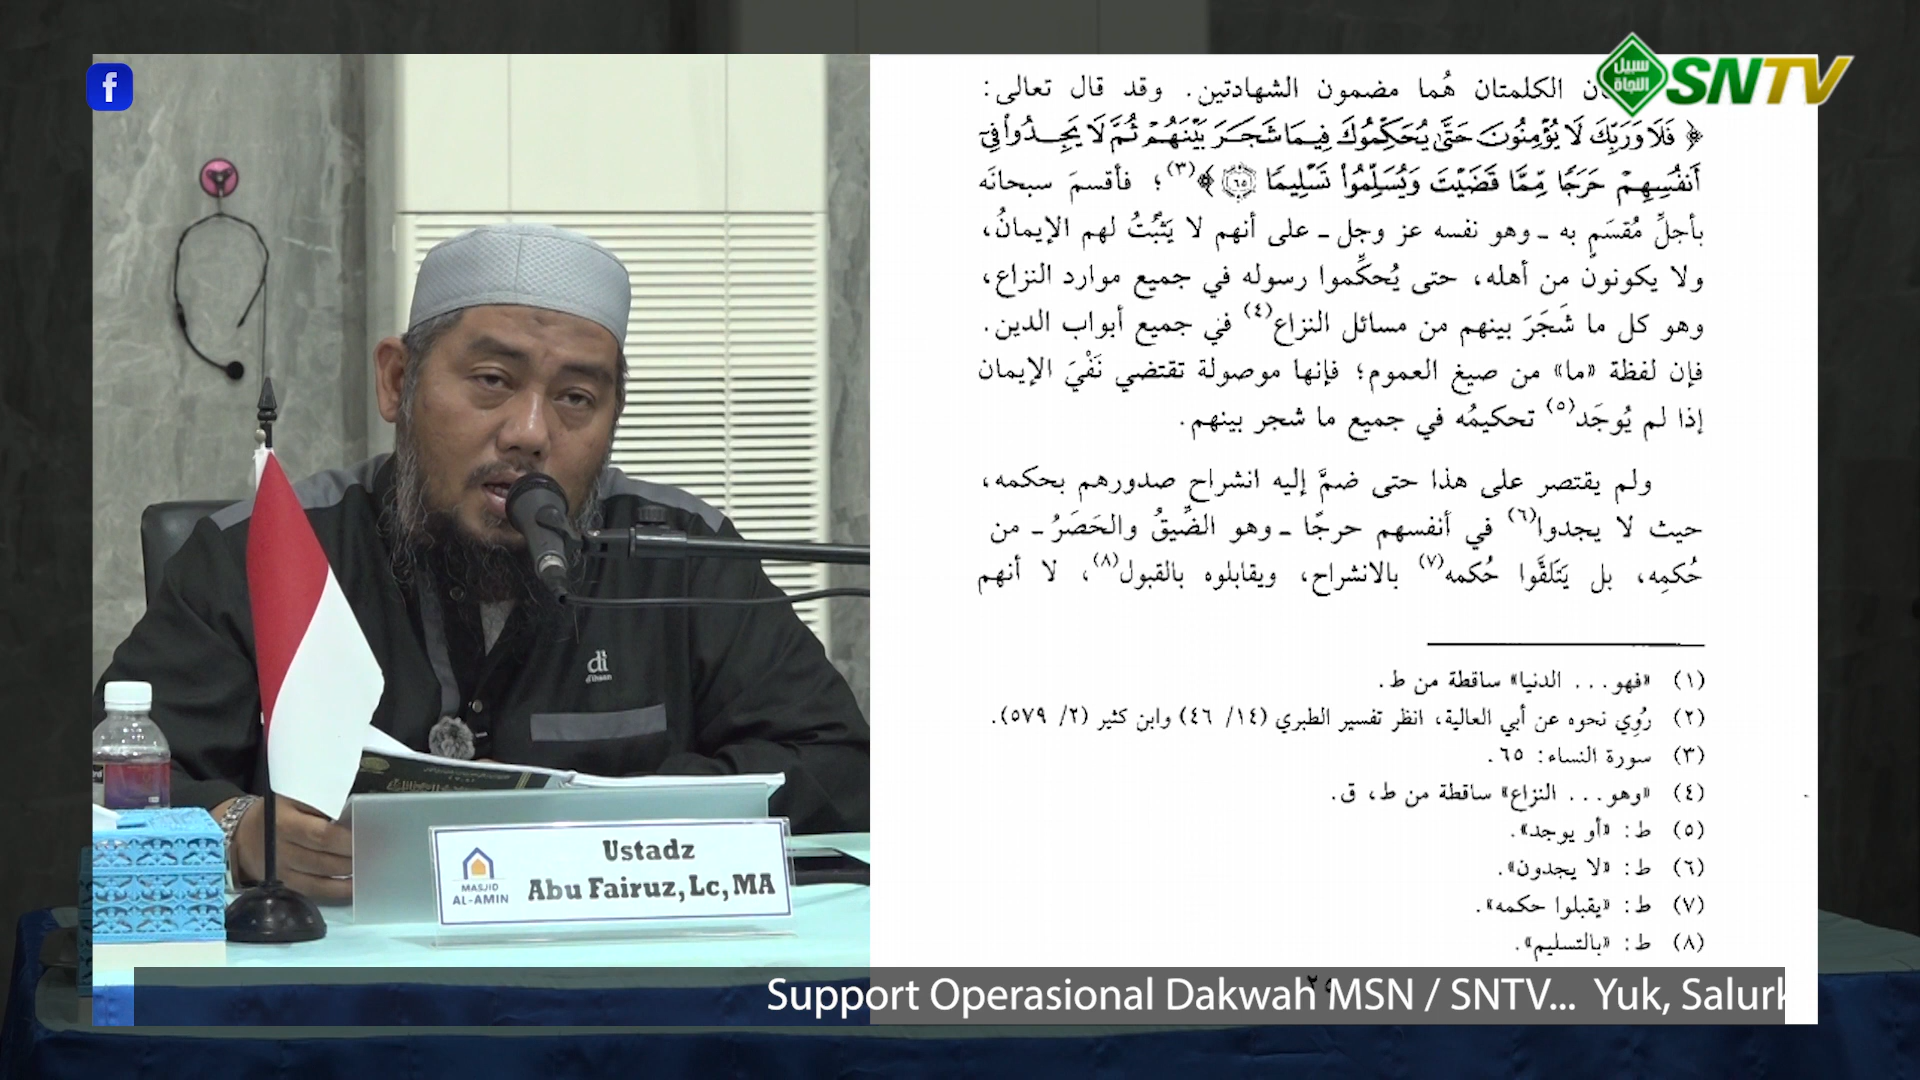 f
سبيل
النجاة
SNTV
الكلمتان هُما مضمون الشهادتين. وقد قال تعالى:
﴿ فَلَا وَرَبِّكَ لَا يُؤْمِنُونَ حَتَّىٰ يُحَكِّمُوكَ فِيمَا شَجَرَ بَيْنَهُمْ ثُمَّ لَا يَجِدُوا۟ فِىٓ
أَنفُسِهِمْ حَرَجًا مِّمَّا قَضَيْتَ وَيُسَلِّمُوا۟ تَسْلِيمًا ٦٥ ﴾(٣)؛ فأقسمَ سبحانَه
بأجلِّ مُقسَمٍ به ـ وهو نفسه عز وجل ـ على أنهم لا يَثْبُتُ لهم الإيمانُ،
ولا يكونون من أهله، حتى يُحكِّموا رسوله في جميع موارد النزاع،
وهو كل ما شَجَرَ بينهم من مسائل النزاع(٤) في جميع أبواب الدين.
فإن لفظة «ما» من صيغ العموم؛ فإنها موصولة تقتضي نَفْيَ الإيمان
إذا لم يُوجَد(٥) تحكيمُه في جميع ما شجر بينهم.
ولم يقتصر على هذا حتى ضمَّ إليه انشراح صدورهم بحكمه،
حيث لا يجدوا(٦) في أنفسهم حرجًا ـ وهو الضِّيقُ والحَصَرُ ـ من
حُكمِه، بل يَتَلقَّوا حُكمه(٧) بالانشراح، ويقابلوه بالقبول(٨)، لا أنهم
(١) «فهو... الدنيا» ساقطة من ط.
(٢) رُوِي نحوه عن أبي العالية، انظر تفسير الطبري (١٤/ ٤٦) وابن كثير (٢/ ٥٧٩).
(٣) سورة النساء: ٦٥.
(٤) «وهو... النزاع» ساقطة من ط، ق.
(٥) ط: «أو يوجد».
(٦) ط: «لا يجدون».
(٧) ط: «يقبلوا حكمه».
(٨) ط: «بالتسليم».
di
d'ihsan
MASJID
AL-AMIN
Ustadz
Abu Fairuz, Lc, MA
Support Operasional Dakwah MSN / SNTV... Yuk, Salurk